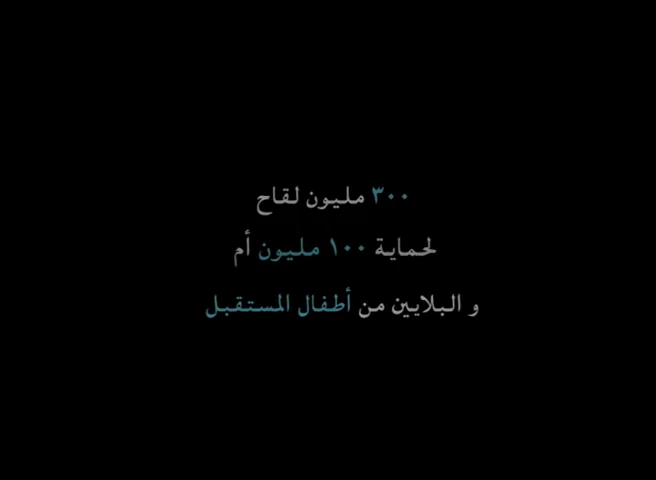 ٣٠٠ مليون لقاح
لحماية ١٠٠ مليون أم
و البلايين من أطفال المستقبل